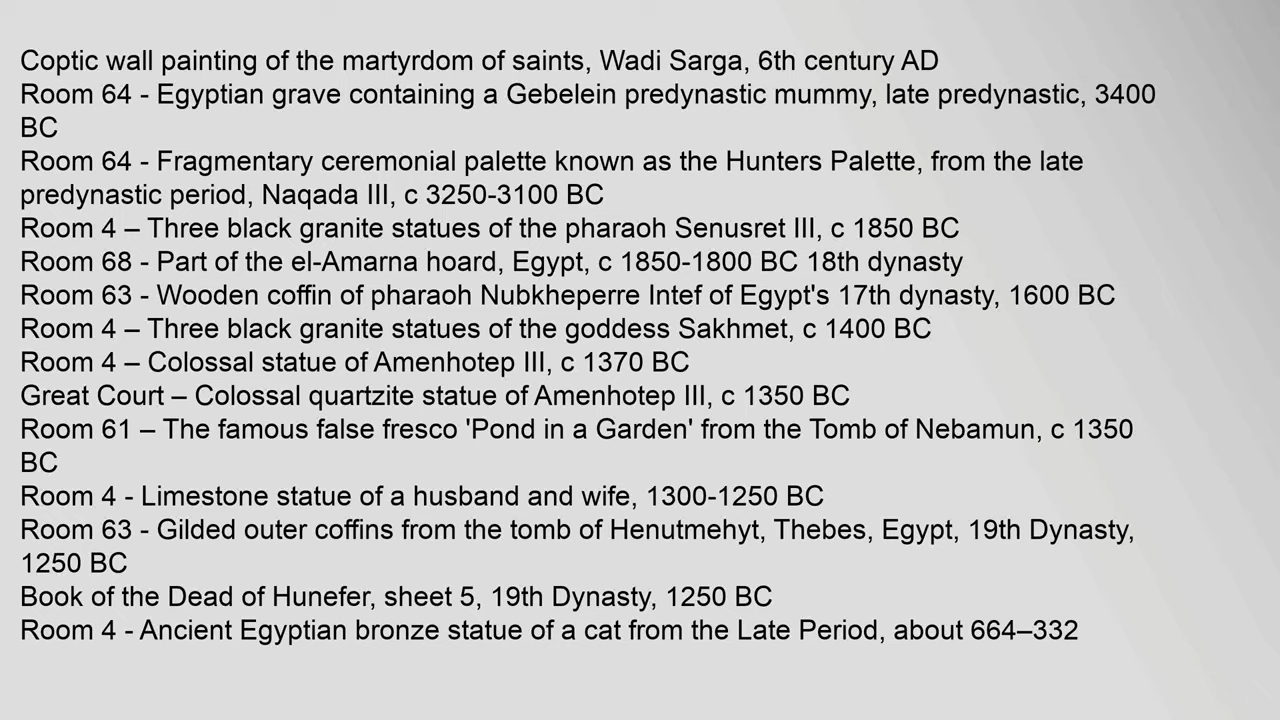 Coptic wall painting of the martyrdom of saints, Wadi Sarga, 6th century AD
Room 64 - Egyptian grave containing a Gebelein predynastic mummy, late predynastic, 3400
BC
Room 64 - Fragmentary ceremonial palette known as the Hunters Palette, from the late
predynastic period, Naqada III, c 3250-3100 BC
Room 4 – Three black granite statues of the pharaoh Senusret III, c 1850 BC
Room 68 - Part of the el-Amarna hoard, Egypt, c 1850-1800 BC 18th dynasty
Room 63 - Wooden coffin of pharaoh Nubkheperre Intef of Egypt's 17th dynasty, 1600 BC
Room 4 – Three black granite statues of the goddess Sakhmet, c 1400 BC
Room 4 – Colossal statue of Amenhotep III, c 1370 BC
Great Court – Colossal quartzite statue of Amenhotep III, c 1350 BC
Room 61 – The famous false fresco 'Pond in a Garden' from the Tomb of Nebamun, c 1350
BC
Room 4 - Limestone statue of a husband and wife, 1300-1250 BC
Room 63 - Gilded outer coffins from the tomb of Henutmehyt, Thebes, Egypt, 19th Dynasty,
1250 BC
Book of the Dead of Hunefer, sheet 5, 19th Dynasty, 1250 BC
Room 4 - Ancient Egyptian bronze statue of a cat from the Late Period, about 664–332